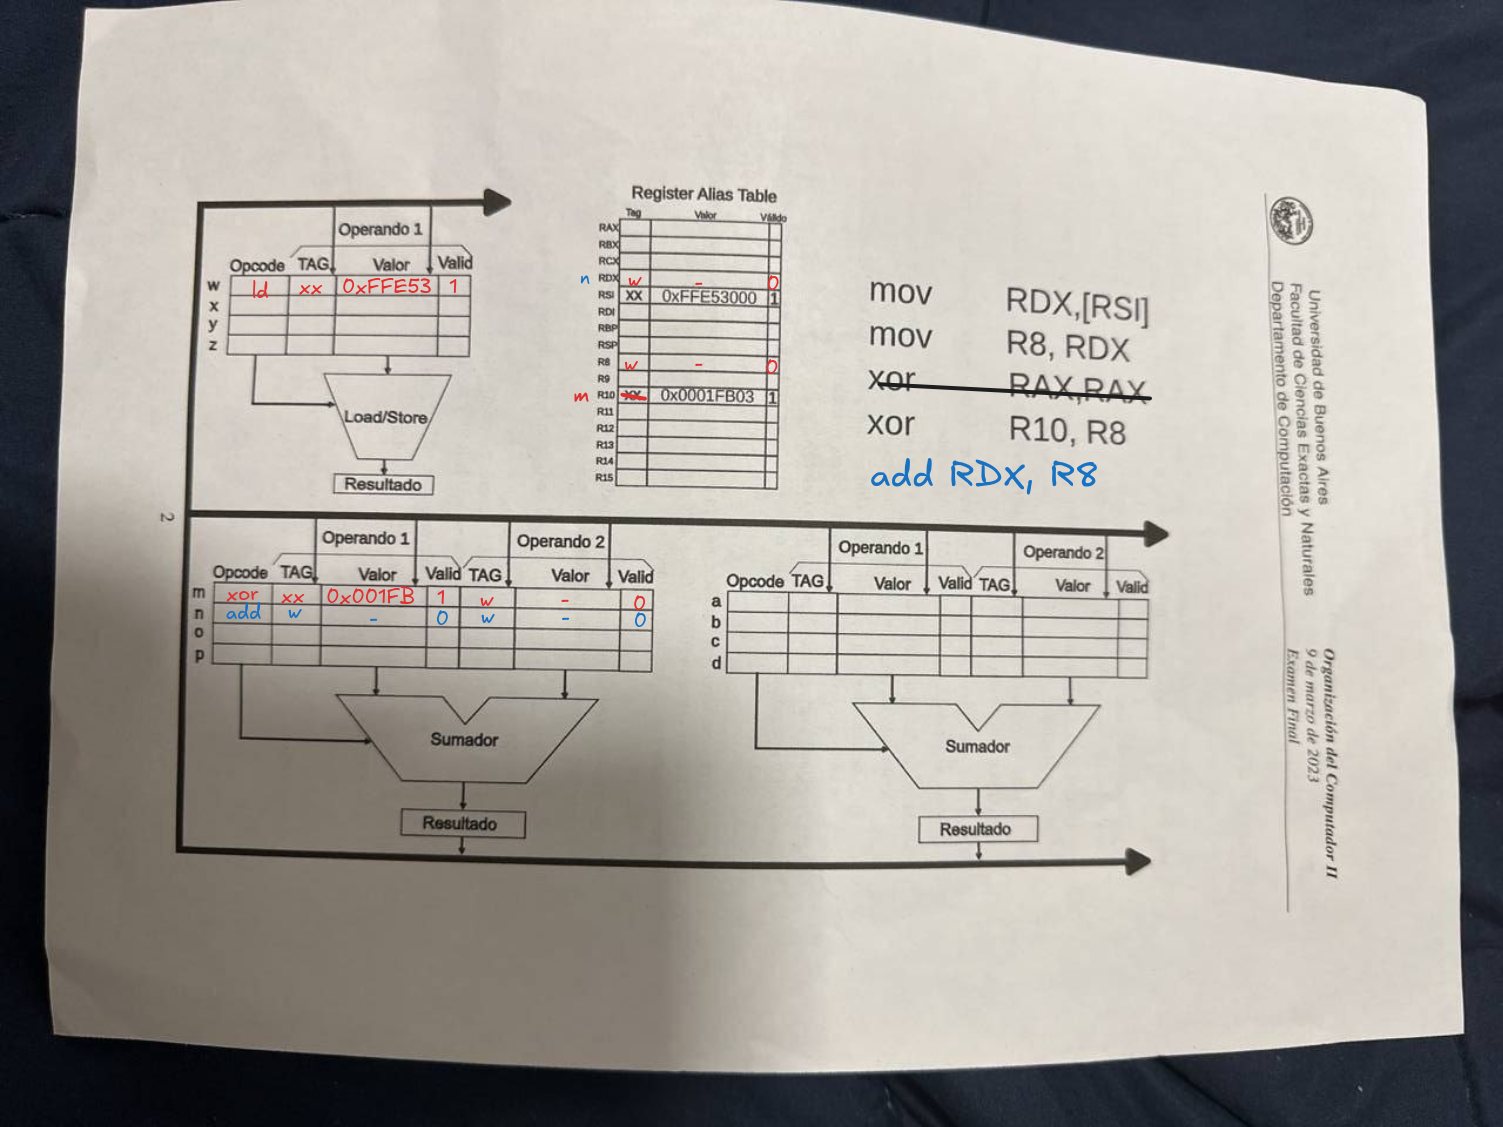 Operando 1
Opcode TAG Valor Valid
w ld xx 0xFFE53 1
x
y
z
Load/Store
Resultado
Register Alias Table
Tag Valor Válido
RAX
RBX
RCX
n RDX w - 0
RSI XX 0xFFE53000 1
RDI
RBP
RSP
R8 w - 0
R9
m R10 XX 0x0001FB03 1
R11
R12
R13
R14
R15
mov RDX,[RSI]
mov R8, RDX
xor RAX,RAX
xor R10, R8
add RDX, R8
2
Operando 1 Operando 2
Opcode TAG Valor Valid TAG Valor Valid
m xor xx 0x001FB 1 w - 0
n add w - 0 w - 0
o
p
Sumador
Resultado
Operando 1 Operando 2
Opcode TAG Valor Valid TAG Valor Valid
a
b
c
d
Sumador
Resultado
Universidad de Buenos Aires
Facultad de Ciencias Exactas y Naturales
Departamento de Computación
Organización del Computador II
9 de marzo de 2023
Examen Final